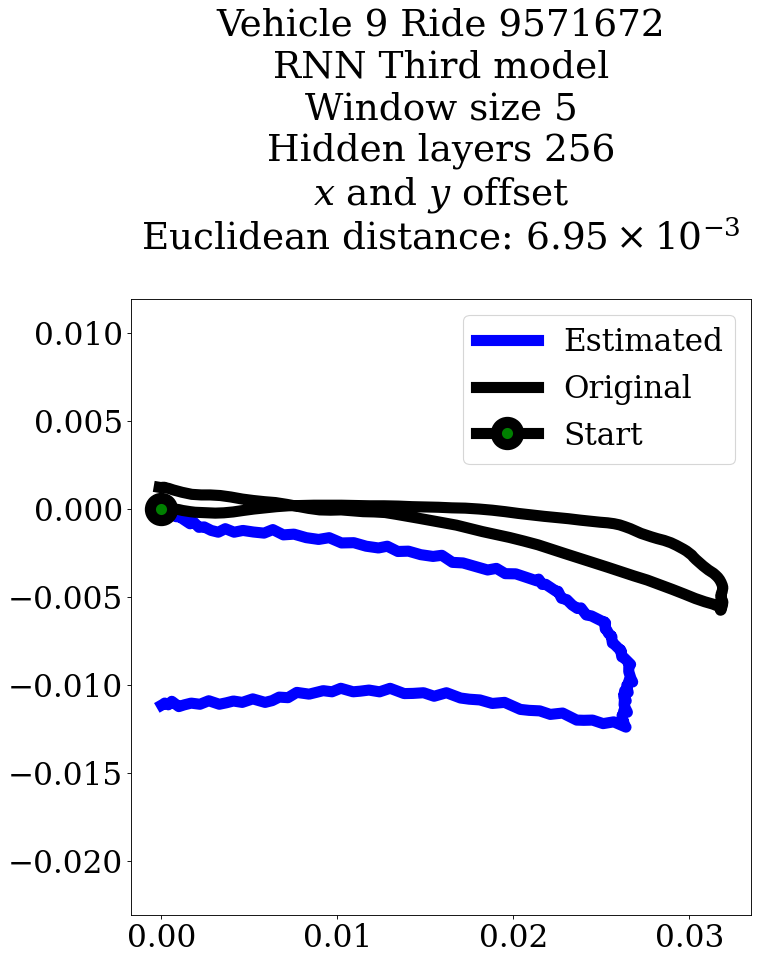 Vehicle 9 Ride 9571672
RNN Third model
Window size 5
Hidden layers 256
x and y offset
Euclidean distance: 6.95 × 10⁻³
Estimated
Original
Start
0.010
0.005
0.000
−0.005
−0.010
−0.015
−0.020
0.00 0.01 0.02 0.03